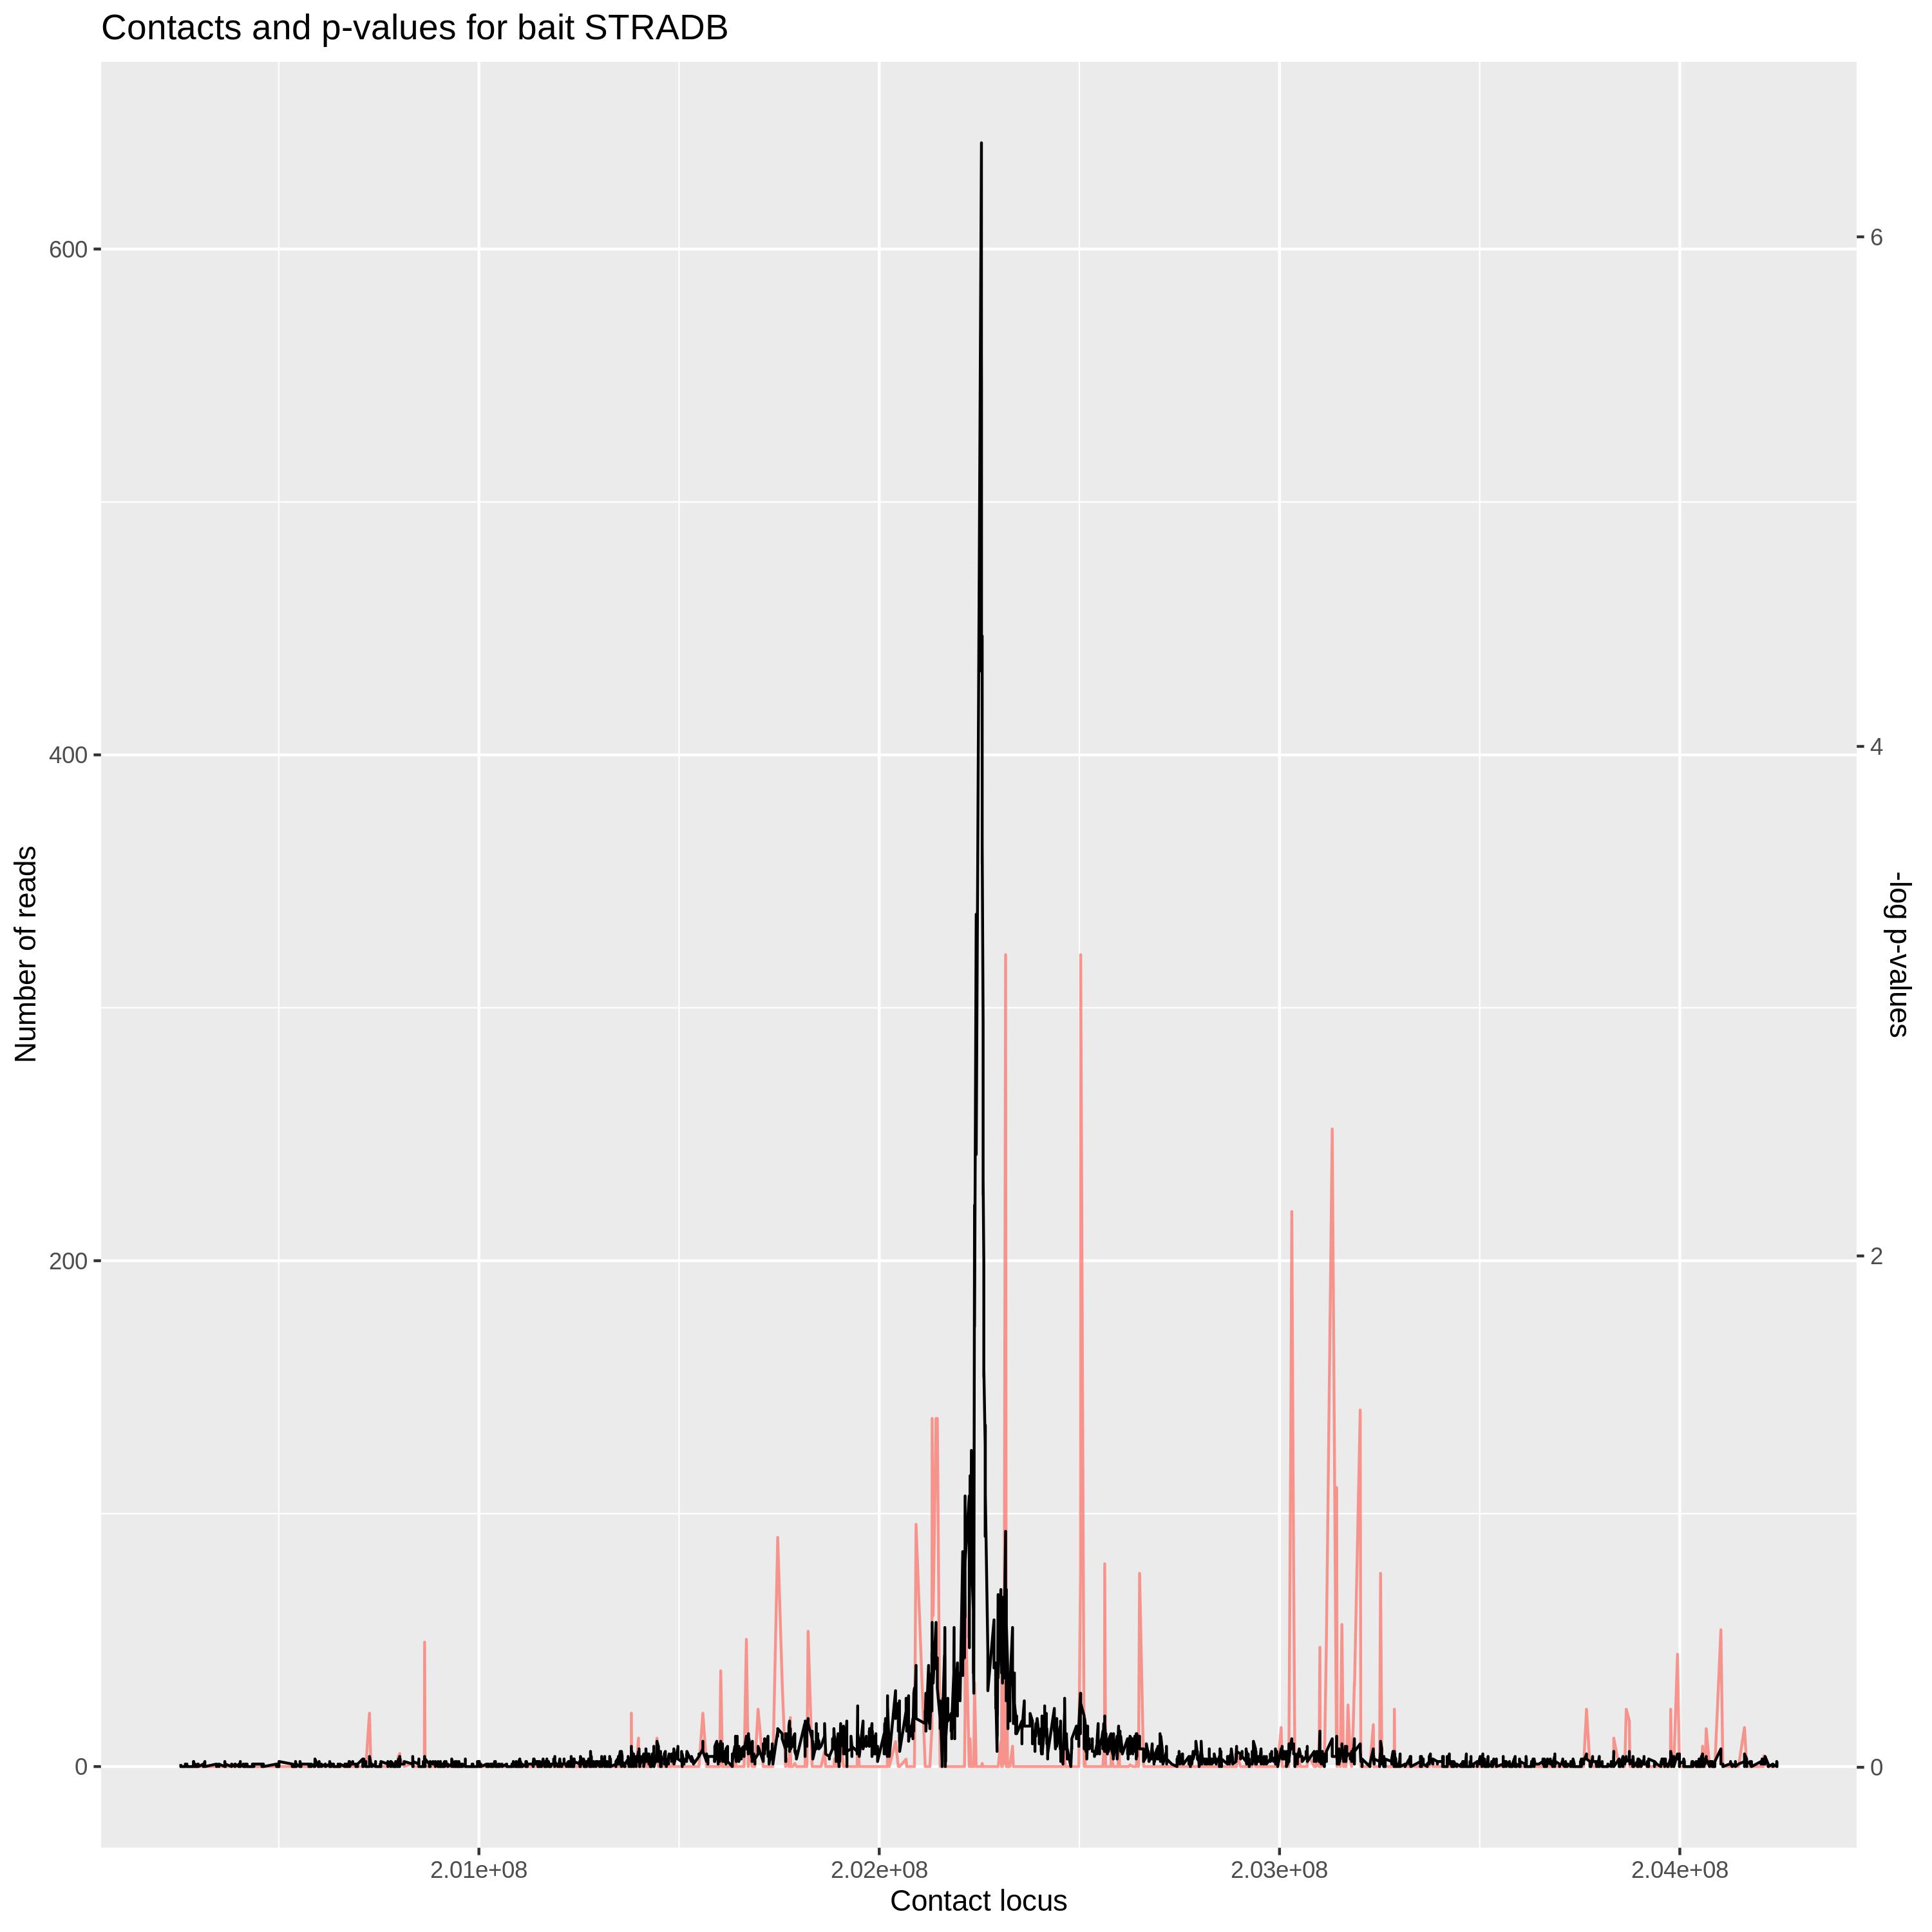 Contacts and p-values for bait STRADB
600
400
200
0
6
4
2
0
Number of reads
-log p-values
2.01e+08
2.02e+08
2.03e+08
2.04e+08
Contact locus